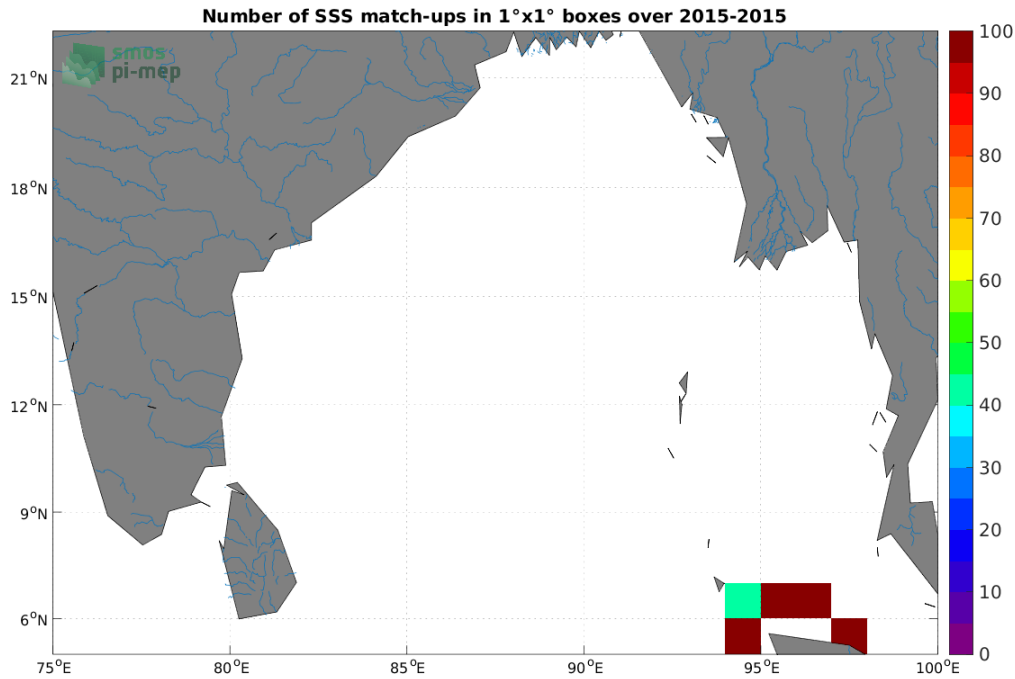 Number of SSS match-ups in 1°x1° boxes over 2015-2015
smos
pi-mep
21°N
18°N
15°N
12°N
9°N
6°N
75°E
80°E
85°E
90°E
95°E
100°E
100
90
80
70
60
50
40
30
20
10
0